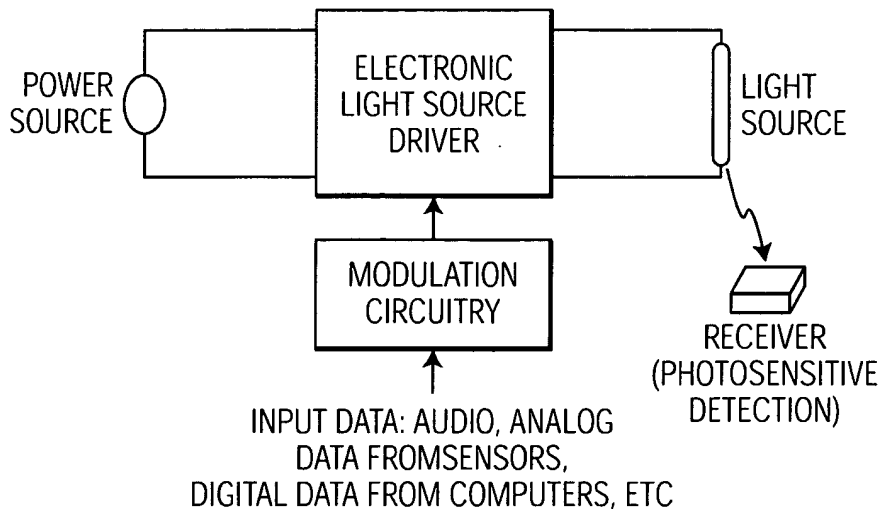 POWER
SOURCE
ELECTRONIC
LIGHT SOURCE
DRIVER
LIGHT
SOURCE
MODULATION
CIRCUITRY
RECEIVER
(PHOTOSENSITIVE
DETECTION)
INPUT DATA: AUDIO, ANALOG
DATA FROMSENSORS,
DIGITAL DATA FROM COMPUTERS, ETC